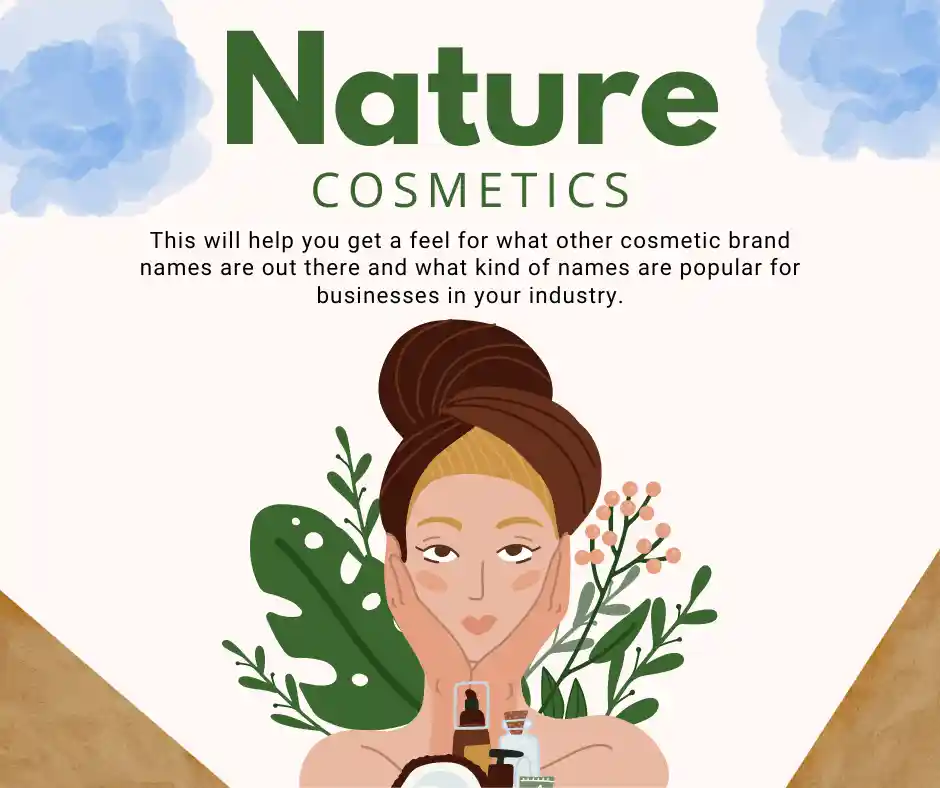 Nature
COSMETICS
This will help you get a feel for what other cosmetic brand
names are out there and what kind of names are popular for
businesses in your industry.